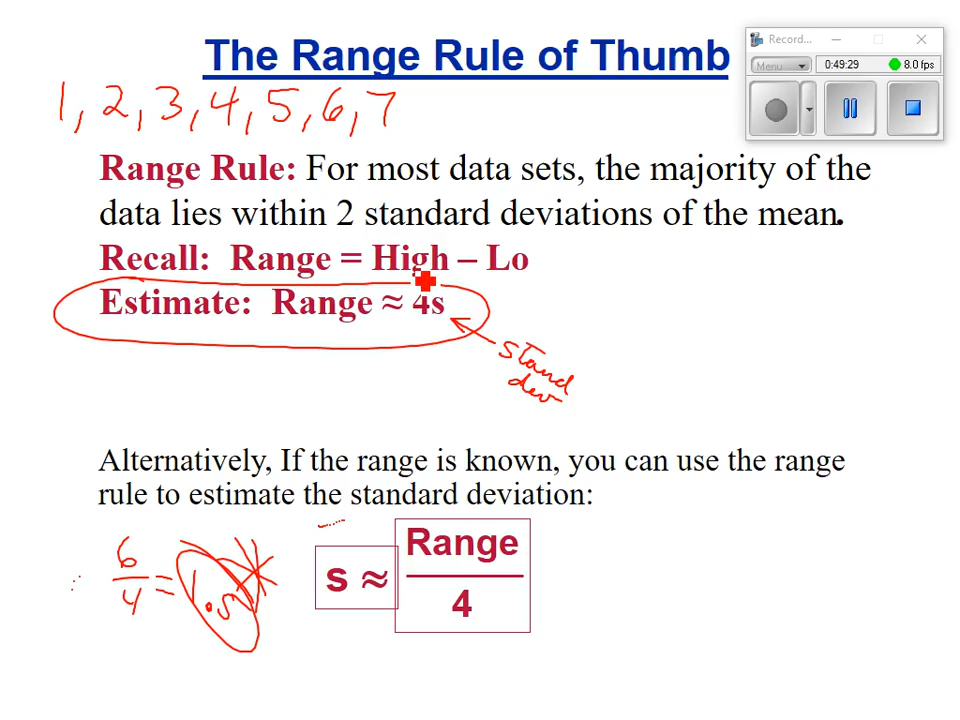 The Range Rule of Thumb
Record...
Menu
0:49:29
8.0 fps
1, 2, 3, 4, 5, 6, 7
Range Rule: For most data sets, the majority of the
data lies within 2 standard deviations of the mean.
Recall: Range = High – Lo
Estimate: Range ≈ 4s
stand
dev
Alternatively, If the range is known, you can use the range
rule to estimate the standard deviation:
6
4
= 1.5
s ≈
Range
4